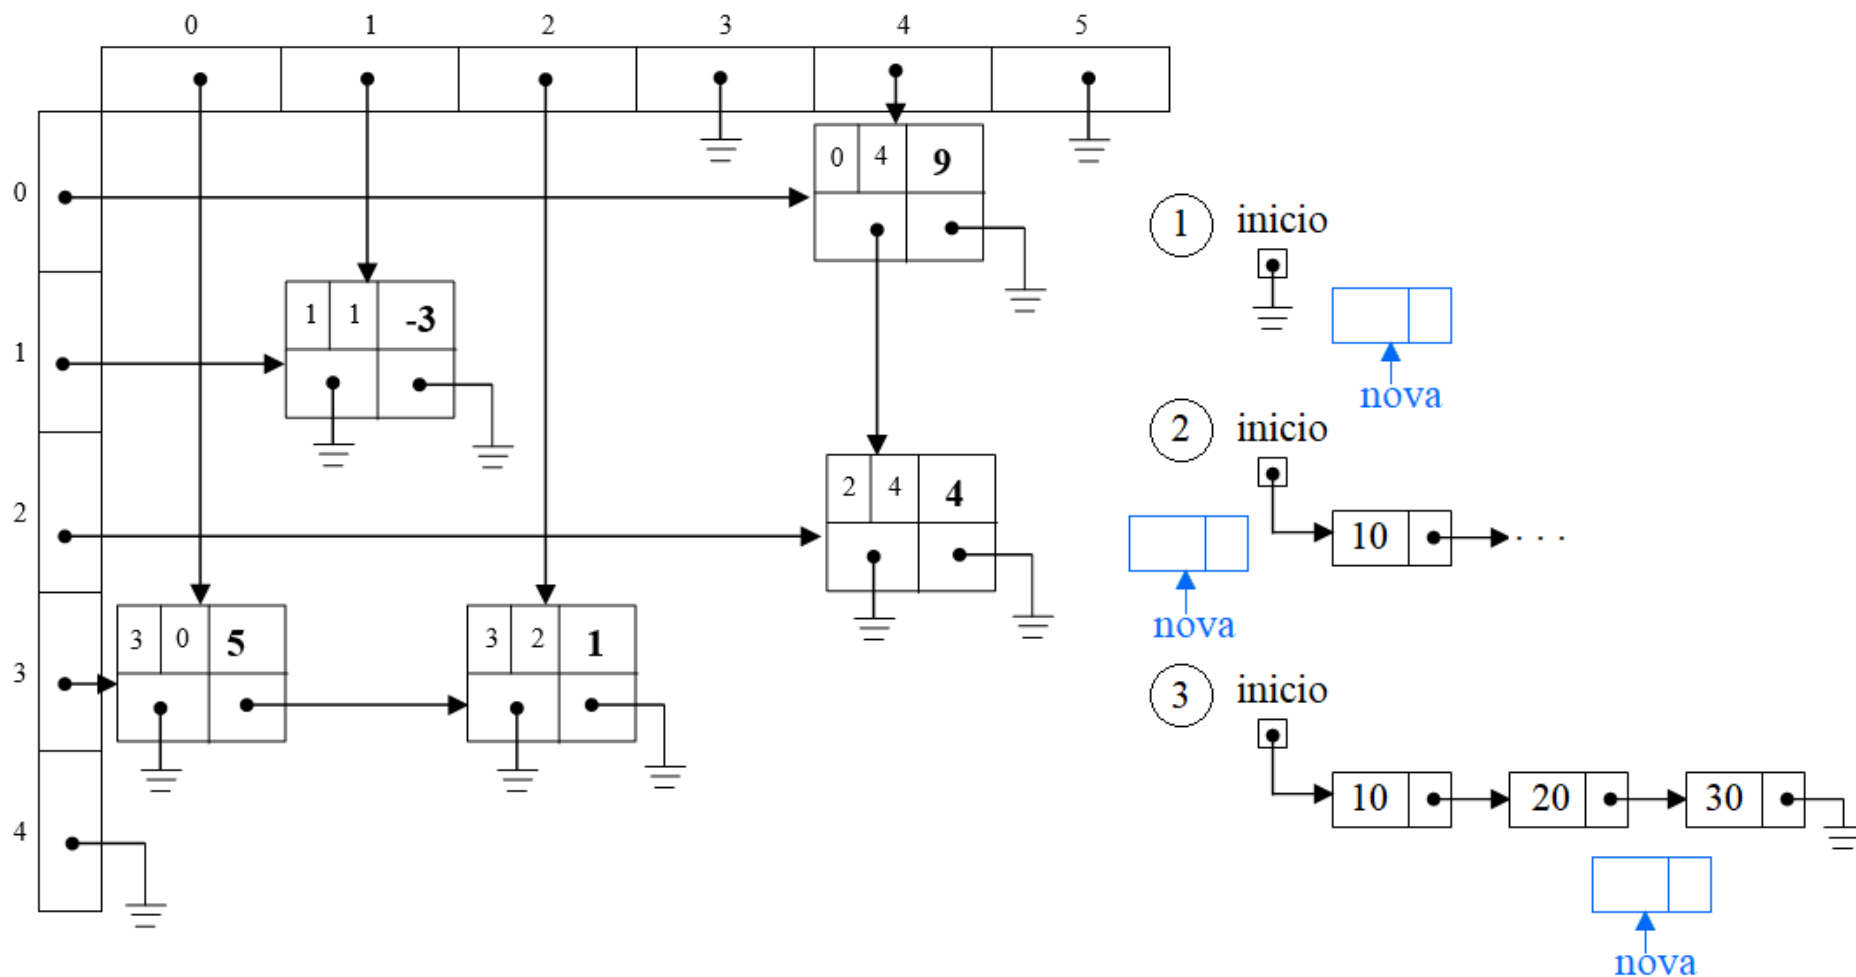 0 1 2 3 4 5
0 4 9
0
1 inicio
1 1 -3
1
nova
2 inicio
2 4 4
2
10 . . .
nova
3 0 5
3 2 1
3
3 inicio
10 20 30
4
nova